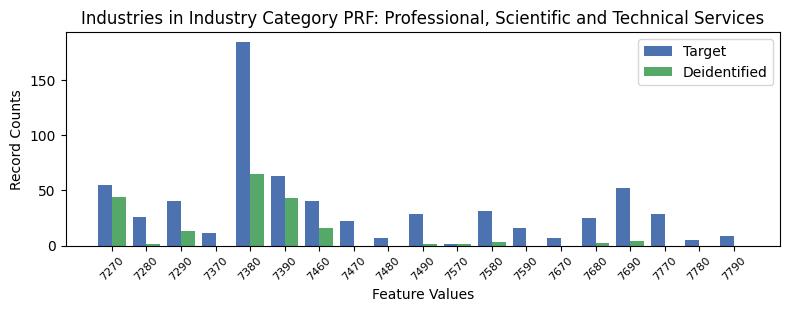 Industries in Industry Category PRF: Professional, Scientific and Technical Services
Target
Deidentified
Record Counts
150
100
50
0
7270 7280 7290 7370 7380 7390 7460 7470 7480 7490 7570 7580 7590 7670 7680 7690 7770 7780 7790
Feature Values